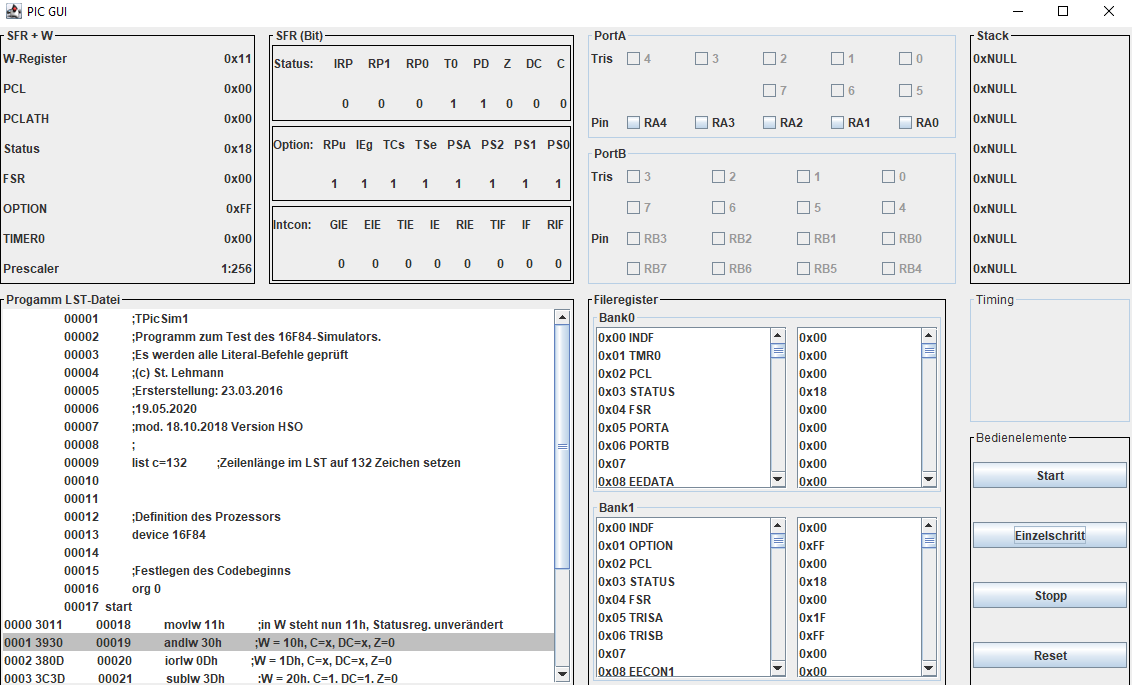 PIC GUI
SFR + W
W-Register 0x11
PCL 0x00
PCLATH 0x00
Status 0x18
FSR 0x00
OPTION 0xFF
TIMER0 0x00
Prescaler 1:256
SFR (Bit)
Status: IRP RP1 RP0 T0 PD Z DC C
0 0 0 1 1 0 0 0
Option: RPu IEg TCs TSe PSA PS2 PS1 PS0
1 1 1 1 1 1 1 1
Intcon: GIE EIE TIE IE RIE TIF IF RIF
0 0 0 0 0 0 0 0
PortA
Tris 4 3 2 1 0
7 6 5
Pin RA4 RA3 RA2 RA1 RA0
PortB
Tris 3 2 1 0
7 6 5 4
Pin RB3 RB2 RB1 RB0
RB7 RB6 RB5 RB4
Stack
0xNULL
0xNULL
0xNULL
0xNULL
0xNULL
0xNULL
0xNULL
0xNULL
Progamm LST-Datei
00001 ;TPicSim1
00002 ;Programm zum Test des 16F84-Simulators.
00003 ;Es werden alle Literal-Befehle geprüft
00004 ;(c) St. Lehmann
00005 ;Ersterstellung: 23.03.2016
00006 ;19.05.2020
00007 ;mod. 18.10.2018 Version HSO
00008 ;
00009 list c=132 ;Zeilenlänge im LST auf 132 Zeichen setzen
00010
00011
00012 ;Definition des Prozessors
00013 device 16F84
00014
00015 ;Festlegen des Codebeginns
00016 org 0
00017 start
0000 3011 00018 movlw 11h ;in W steht nun 11h, Statusreg. unverändert
0001 3930 00019 andlw 30h ;W = 10h, C=x, DC=x, Z=0
0002 380D 00020 iorlw 0Dh ;W = 1Dh, C=x, DC=x, Z=0
0003 3C3D 00021 sublw 3Dh ;W = 20h, C=1, DC=1, Z=0
Fileregister
Bank0
0x00 INDF 0x00
0x01 TMR0 0x00
0x02 PCL 0x00
0x03 STATUS 0x18
0x04 FSR 0x00
0x05 PORTA 0x00
0x06 PORTB 0x00
0x07 0x00
0x08 EEDATA 0x00
Bank1
0x00 INDF 0x00
0x01 OPTION 0xFF
0x02 PCL 0x00
0x03 STATUS 0x18
0x04 FSR 0x00
0x05 TRISA 0x1F
0x06 TRISB 0xFF
0x07 0x00
0x08 EECON1 0x00
Timing
Bedienelemente
Start
Einzelschritt
Stopp
Reset